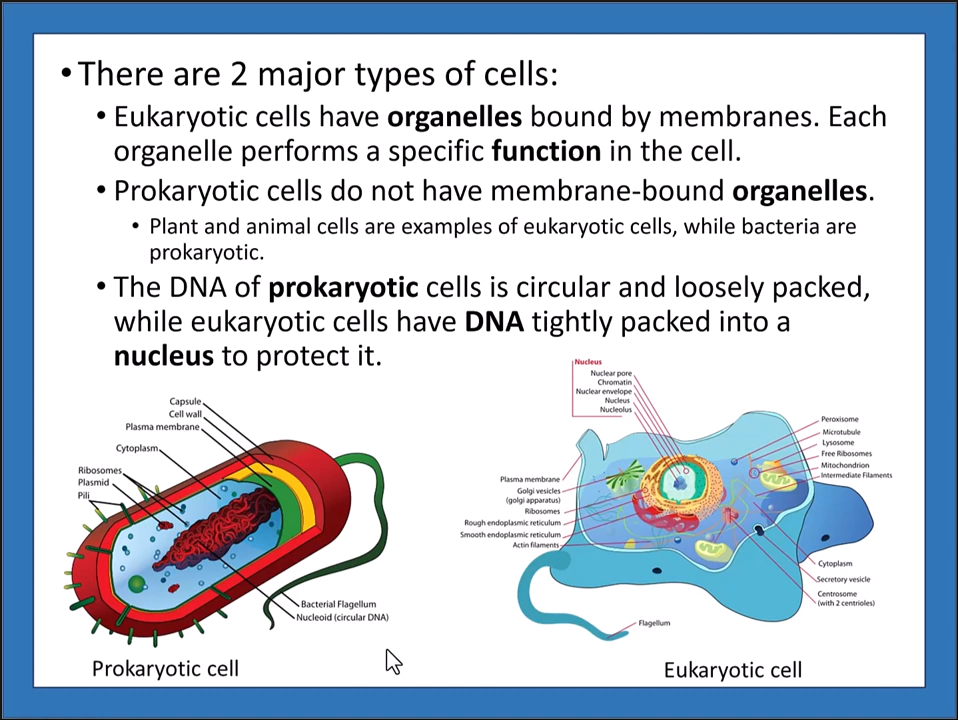 • There are 2 major types of cells:
• Eukaryotic cells have organelles bound by membranes. Each
organelle performs a specific function in the cell.
• Prokaryotic cells do not have membrane-bound organelles.
• Plant and animal cells are examples of eukaryotic cells, while bacteria are
prokaryotic.
• The DNA of prokaryotic cells is circular and loosely packed,
while eukaryotic cells have DNA tightly packed into a
nucleus to protect it.
Capsule
Cell wall
Plasma membrane
Cytoplasm
Ribosomes
Plasmid
Pili
Bacterial Flagellum
Nucleoid (circular DNA)
Prokaryotic cell
Nucleus
Nuclear pore
Chromatin
Nuclear envelope
Nucleus
Nucleolus
Plasma membrane
Golgi vesicles
(golgi apparatus)
Ribosomes
Rough endoplasmic reticulum
Smooth endoplasmic reticulum
Actin filaments
Peroxisome
Microtubule
Lysosome
Free Ribosomes
Mitochondrion
Intermediate Filaments
Cytoplasm
Secretory vesicle
Centrosome
(with 2 centrioles)
Flagellum
Eukaryotic cell